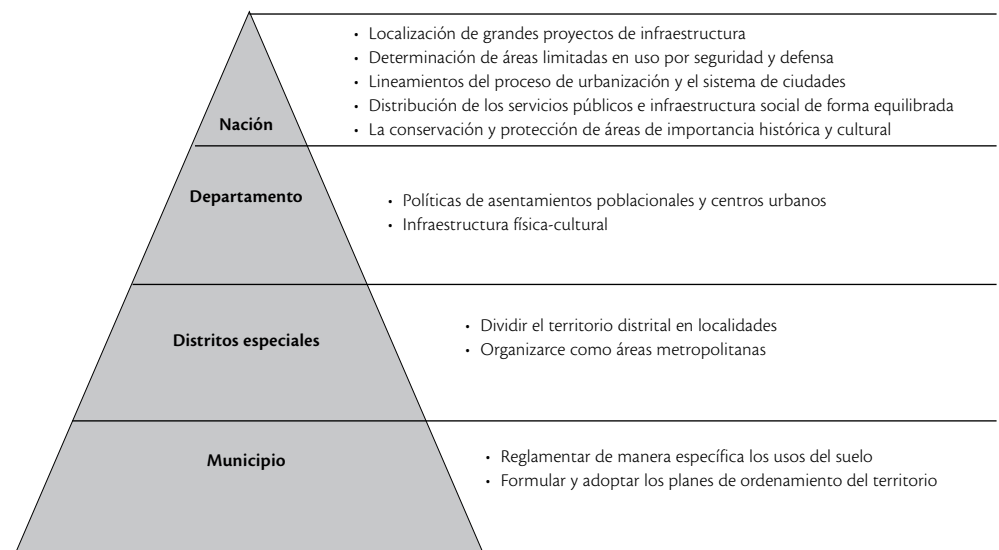 • Localización de grandes proyectos de infraestructura
• Determinación de áreas limitadas en uso por seguridad y defensa
• Lineamientos del proceso de urbanización y el sistema de ciudades
• Distribución de los servicios públicos e infraestructura social de forma equilibrada
Nación
• La conservación y protección de áreas de importancia histórica y cultural
Departamento
• Políticas de asentamientos poblacionales y centros urbanos
• Infraestructura física-cultural
Distritos especiales
• Dividir el territorio distrital en localidades
• Organizarce como áreas metropolitanas
Municipio
• Reglamentar de manera específica los usos del suelo
• Formular y adoptar los planes de ordenamiento del territorio